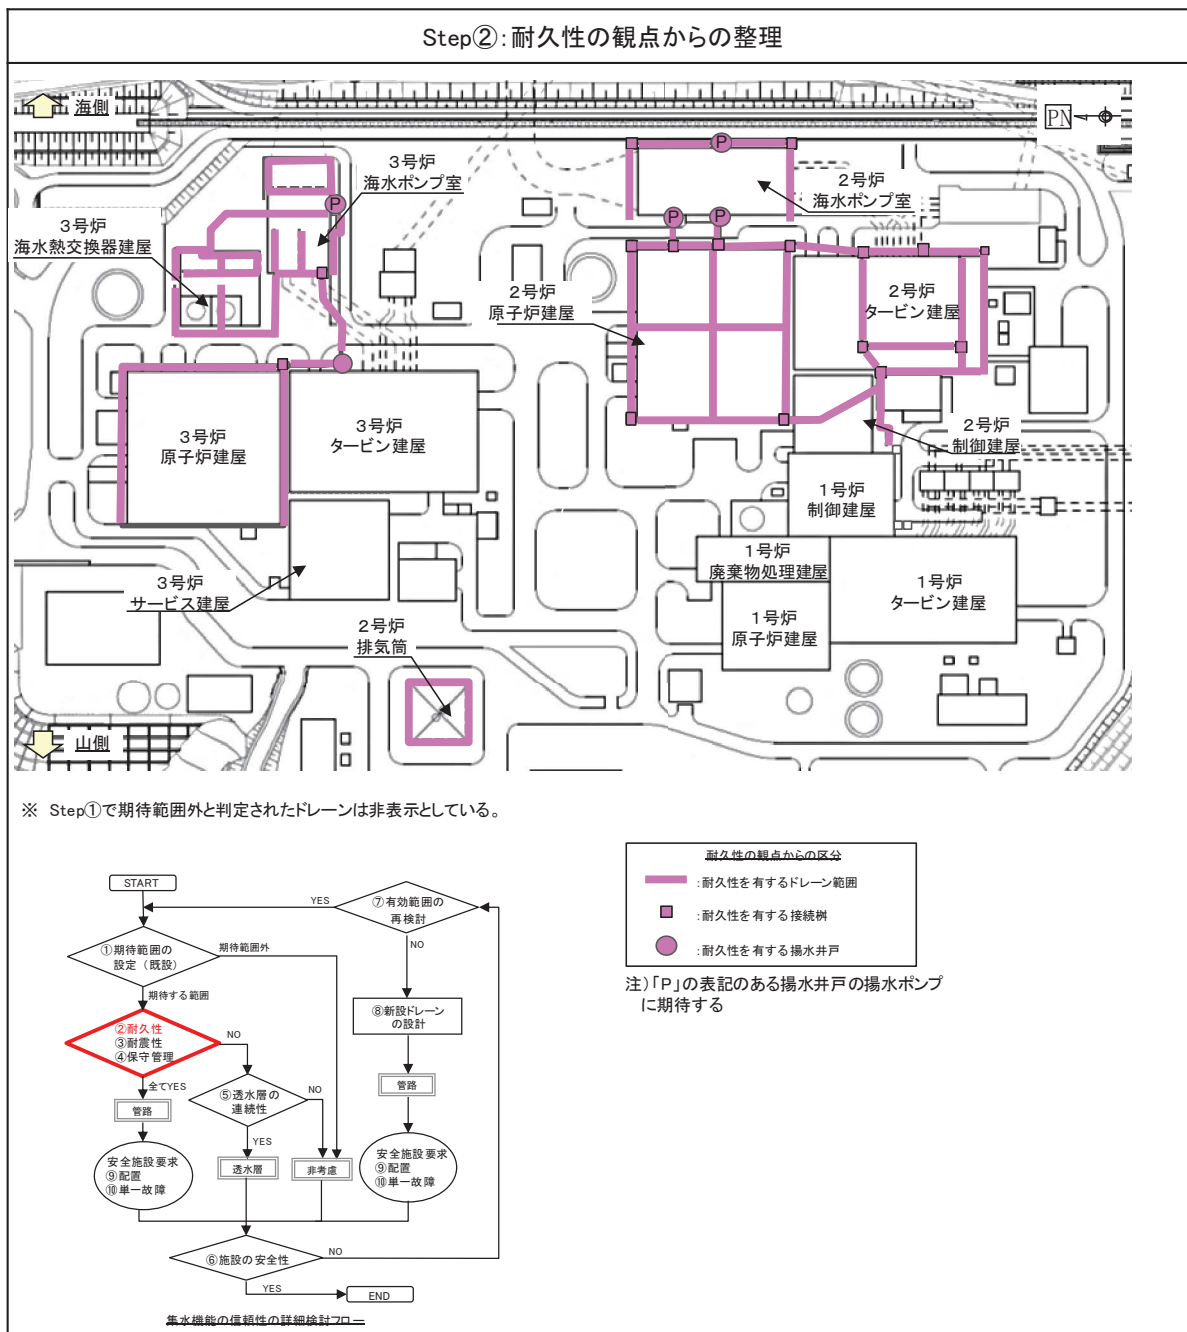 Step②:耐久性の観点からの整理
海側
PN
3号炉
海水ポンプ室
2号炉
海水ポンプ室
3号炉
海水熱交換器建屋
P
P
P
P
2号炉
原子炉建屋
2号炉
タービン建屋
3号炉
原子炉建屋
3号炉
タービン建屋
2号炉
制御建屋
1号炉
制御建屋
1号炉
廃棄物処理建屋
1号炉
タービン建屋
1号炉
原子炉建屋
3号炉
サービス建屋
2号炉
排気筒
山側
※ Step①で期待範囲外と判定されたドレーンは非表示としている。
耐久性の観点からの区分
:耐久性を有するドレーン範囲
:耐久性を有する接続桝
:耐久性を有する揚水井戸
注)「P」の表記のある揚水井戸の揚水ポンプ
に期待する
START
YES
⑦有効範囲の
再検討
①期待範囲の
設定(既設)
期待範囲外
NO
期待する範囲
⑧新設ドレーン
の設計
②耐久性
③耐震性
④保守管理
NO
全てYES
管路
⑤透水層の
連続性
NO
管路
YES
安全施設要求
⑨配置
⑩単一故障
透水層
非考慮
安全施設要求
⑨配置
⑩単一故障
⑥施設の安全性
NO
YES
END
集水機能の信頼性の詳細検討フロー